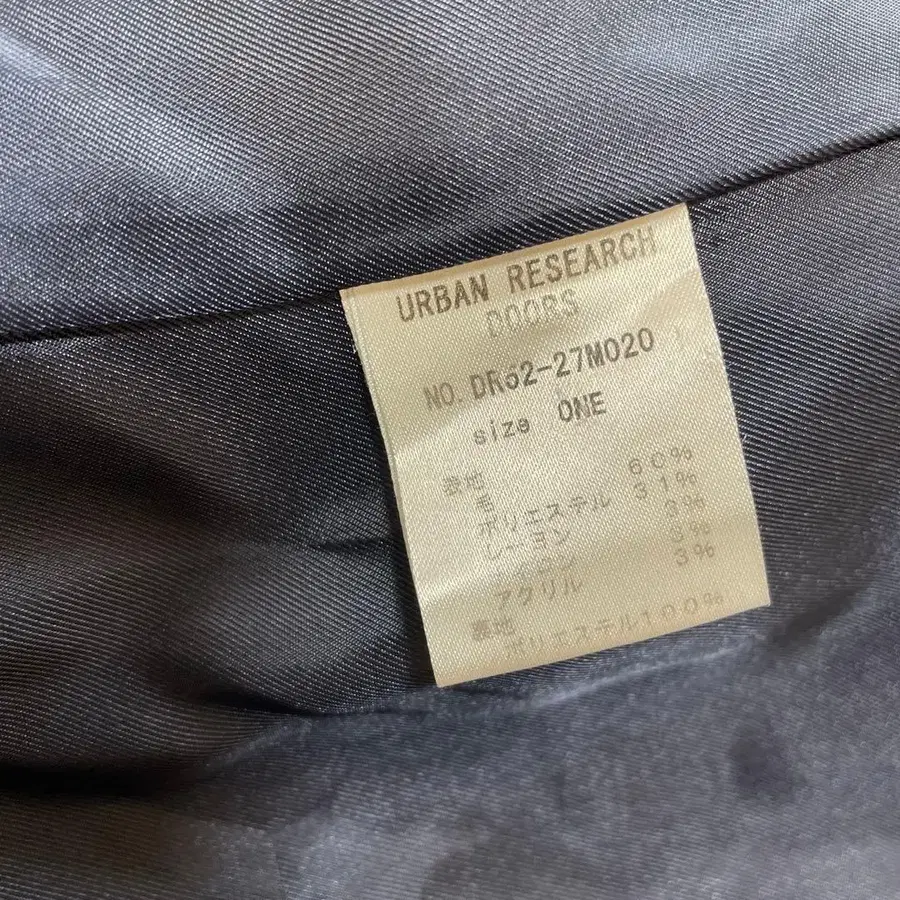 URBAN RESEARCH
DOORS
NO. DR62-27M020
size ONE
表地
毛 60%
ポリエステル 31%
レーヨン 3%
3%
アクリル 3%
裏地
ポリエステル100%